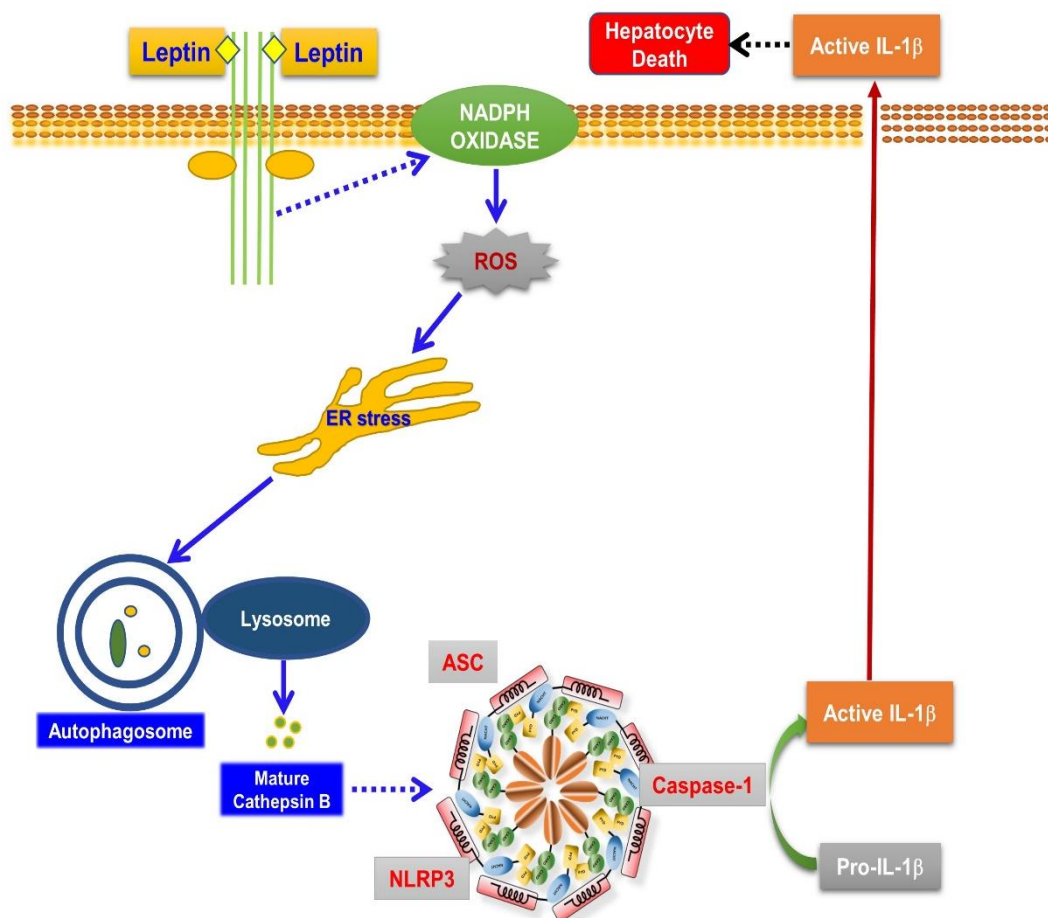 Leptin
Leptin
Hepatocyte
Death
Active IL-1β
NADPH
OXIDASE
ROS
ER stress
Lysosome
Autophagosome
Mature
Cathepsin B
ASC
Caspase-1
NLRP3
Active IL-1β
Pro-IL-1β